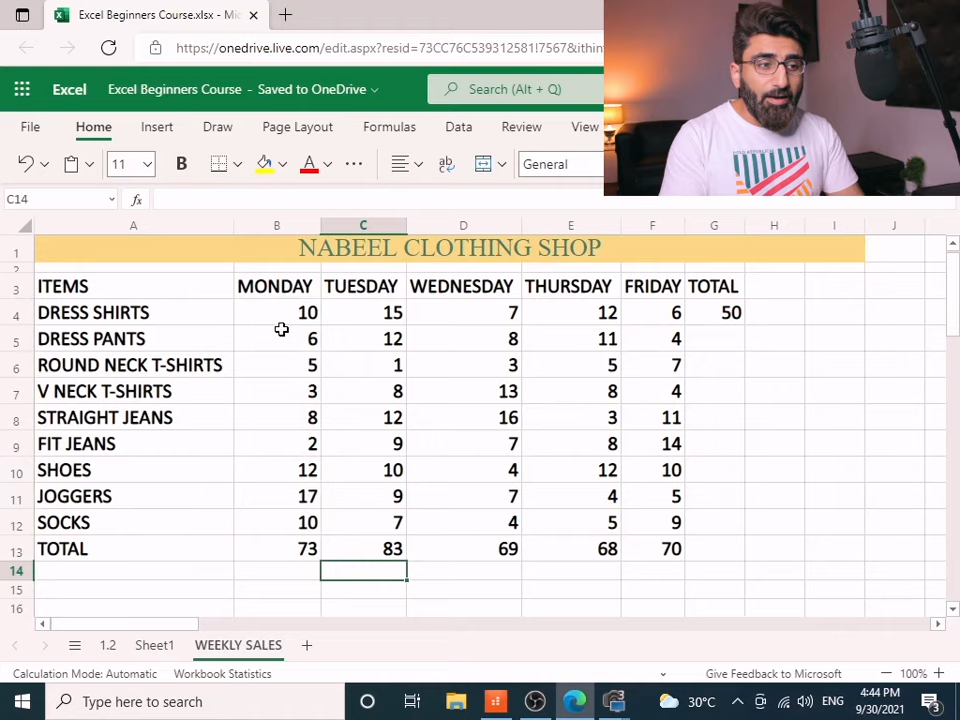 Excel Beginners Course.xlsx - Mi
https://onedrive.live.com/edit.aspx?resid=73CC76C539312581!7567&ithin
Excel Excel Beginners Course - Saved to OneDrive Search (Alt + Q)
File Home Insert Draw Page Layout Formulas Data Review View
11 B A General
C14 fx
A B C D E F G H I J
1 NABEEL CLOTHING SHOP
2
3 ITEMS MONDAY TUESDAY WEDNESDAY THURSDAY FRIDAY TOTAL
4 DRESS SHIRTS 10 15 7 12 6 50
5 DRESS PANTS 6 12 8 11 4
6 ROUND NECK T-SHIRTS 5 1 3 5 7
7 V NECK T-SHIRTS 3 8 13 8 4
8 STRAIGHT JEANS 8 12 16 3 11
9 FIT JEANS 2 9 7 8 14
10 SHOES 12 10 4 12 10
11 JOGGERS 17 9 7 4 5
12 SOCKS 10 7 4 5 9
13 TOTAL 73 83 69 68 70
14
15
16
1.2 Sheet1 WEEKLY SALES
Calculation Mode: Automatic Workbook Statistics Give Feedback to Microsoft 100%
Type here to search 30°C ENG 4:44 PM
9/30/2021 3